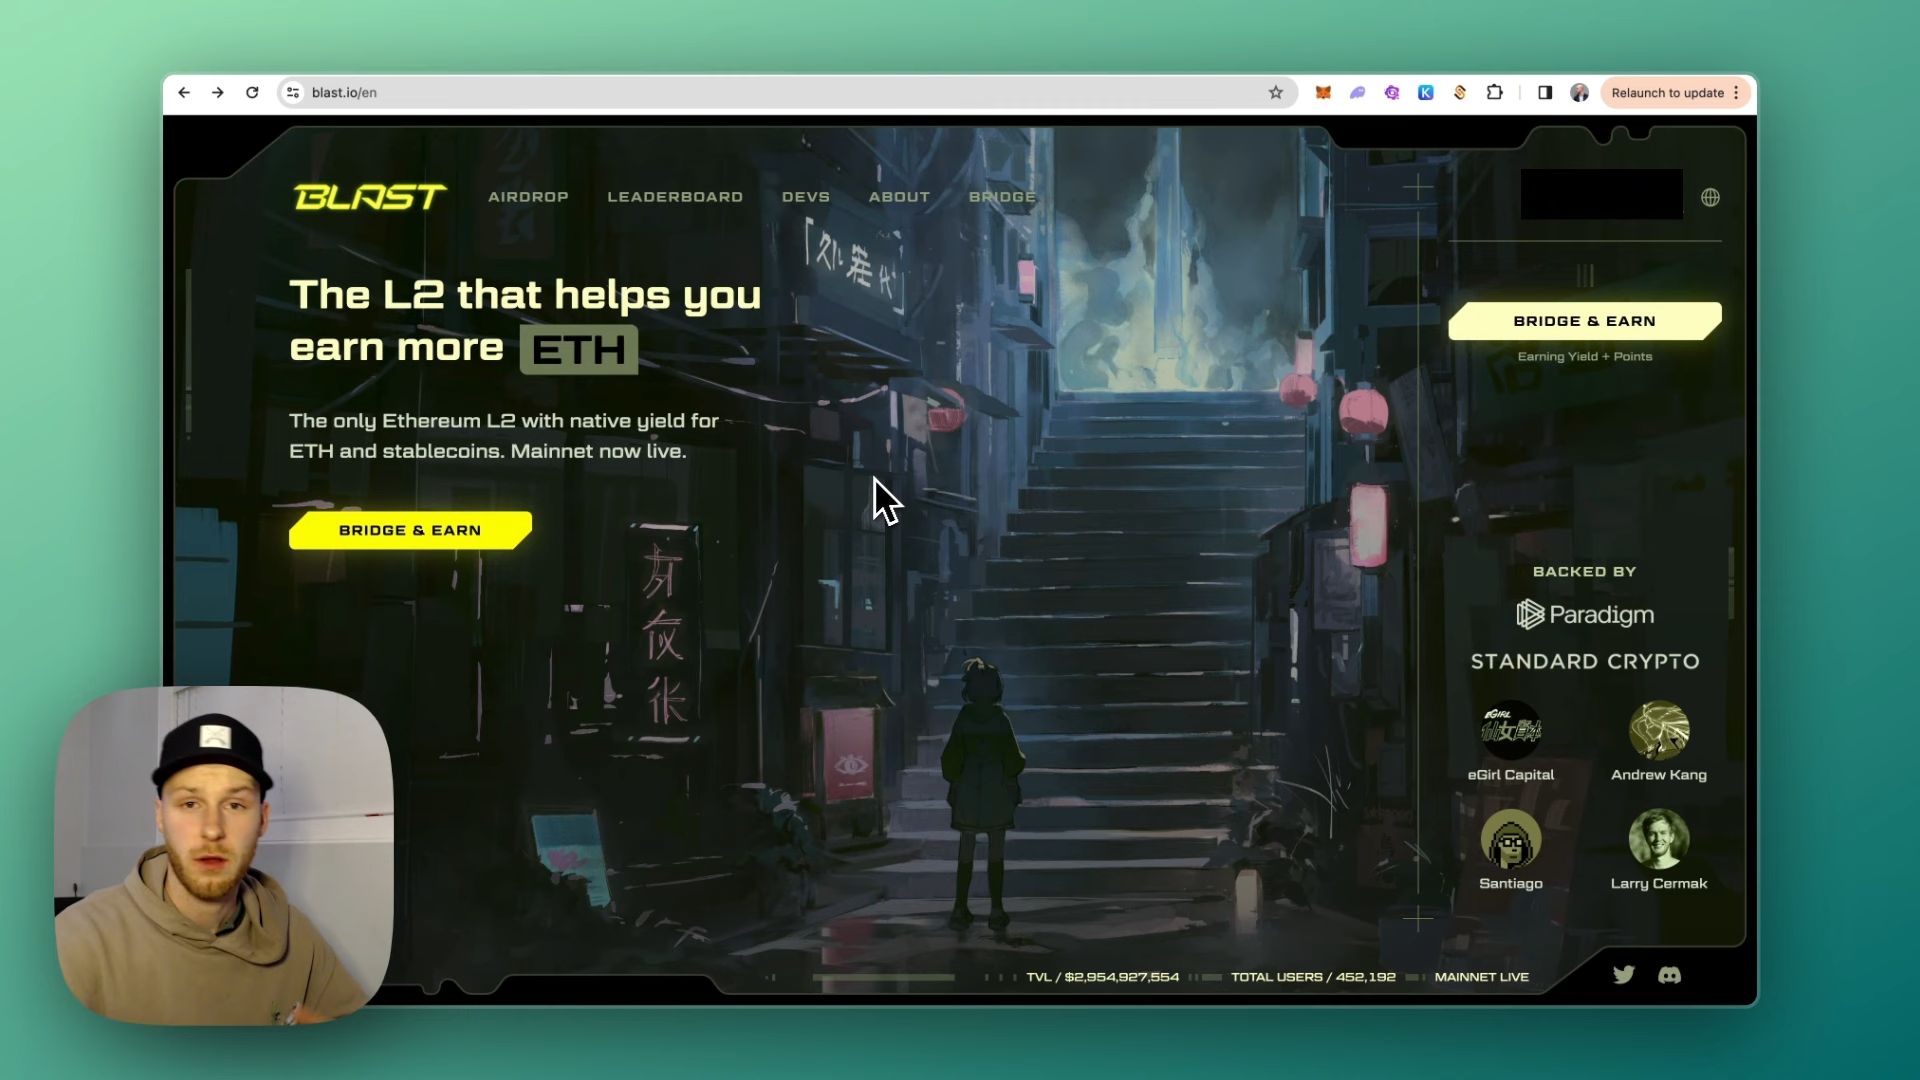 blast.io/en
Relaunch to update
BLAST
AIRDROP
LEADERBOARD
DEVS
ABOUT
BRIDGE
The L2 that helps you
earn more ETH
The only Ethereum L2 with native yield for
ETH and stablecoins. Mainnet now live.
BRIDGE & EARN
BRIDGE & EARN
Earning Yield + Points
BACKED BY
Paradigm
STANDARD CRYPTO
eGIRL
eGirl Capital
Andrew Kang
Santiago
Larry Cermak
TVL / $2,954,927,554
TOTAL USERS / 452,192
MAINNET LIVE